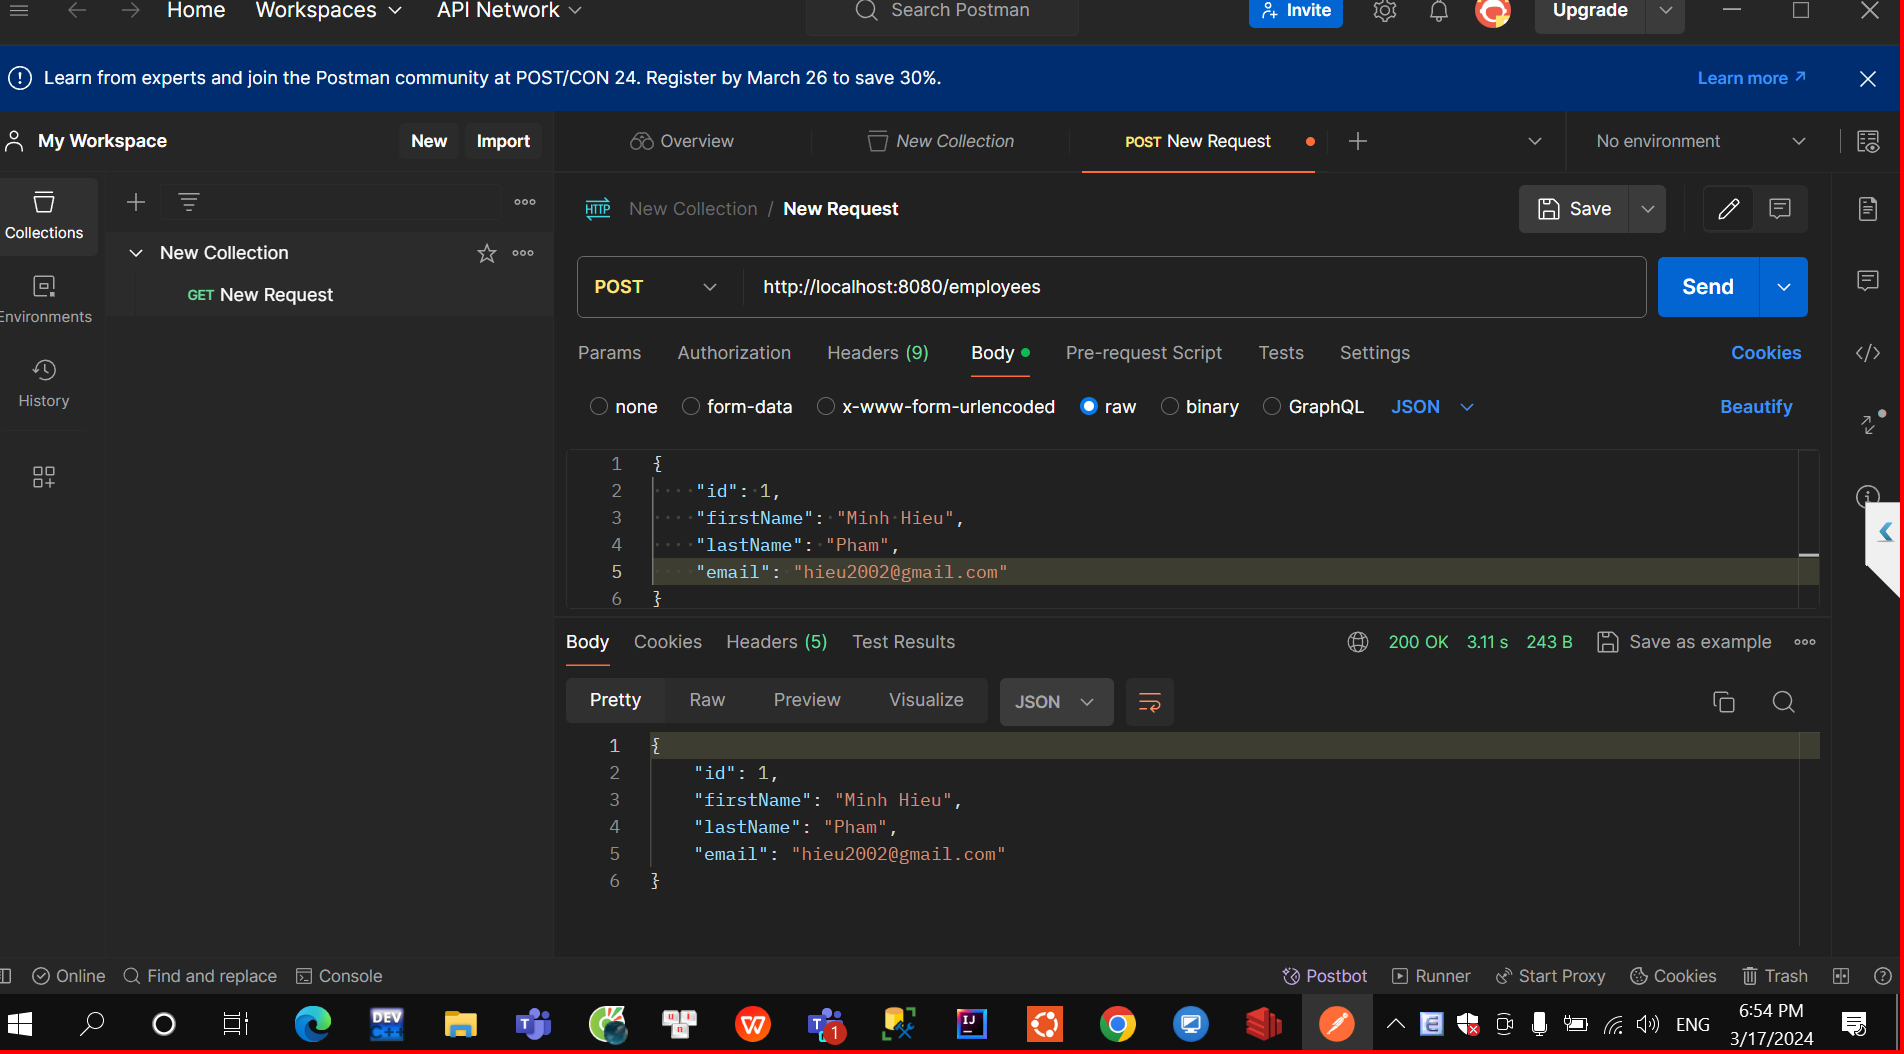 Home Workspaces API Network Search Postman Invite Upgrade
Learn from experts and join the Postman community at POST/CON 24. Register by March 26 to save 30%. Learn more
My Workspace New Import Overview New Collection POST New Request No environment
Collections
HTTP New Collection / New Request Save
New Collection
GET New Request
POST http://localhost:8080/employees Send
Environments
Params Authorization Headers (9) Body Pre-request Script Tests Settings Cookies
History
none form-data x-www-form-urlencoded raw binary GraphQL JSON Beautify
1 {
2 "id": 1,
3 "firstName": "Minh Hieu",
4 "lastName": "Pham",
5 "email": "hieu2002@gmail.com"
6 }
Body Cookies Headers (5) Test Results 200 OK 3.11 s 243 B Save as example
Pretty Raw Preview Visualize JSON
1 {
2 "id": 1,
3 "firstName": "Minh Hieu",
4 "lastName": "Pham",
5 "email": "hieu2002@gmail.com"
6 }
Online Find and replace Console Postbot Runner Start Proxy Cookies Trash
DEV C++ 1 IJ ENG 6:54 PM
3/17/2024